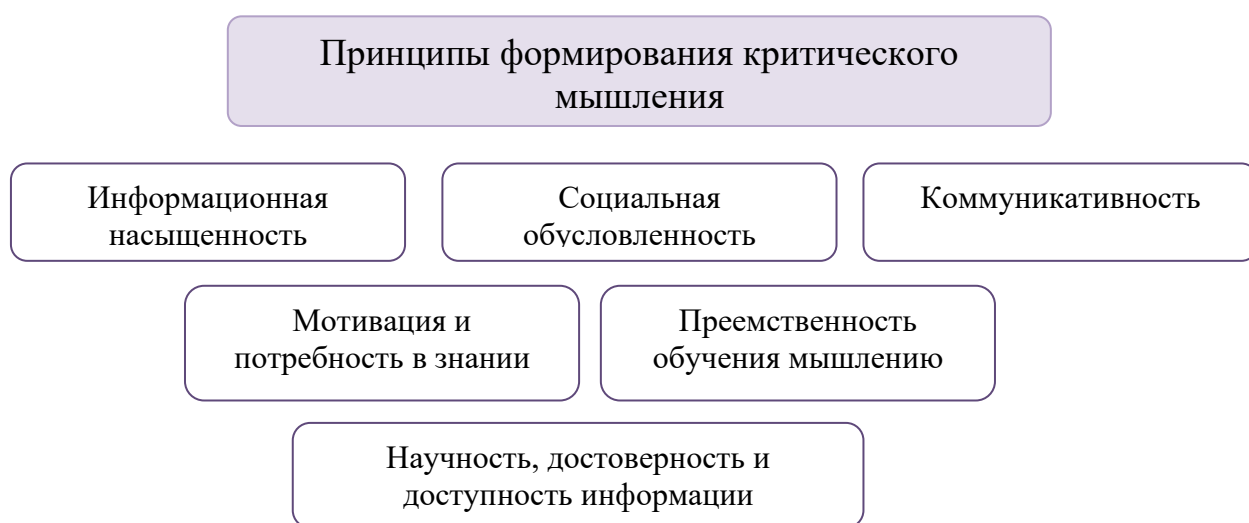 Принципы формирования критического
мышления
Информационная
насыщенность
Социальная
обусловленность
Коммуникативность
Мотивация и
потребность в знании
Преемственность
обучения мышлению
Научность, достоверность и
доступность информации